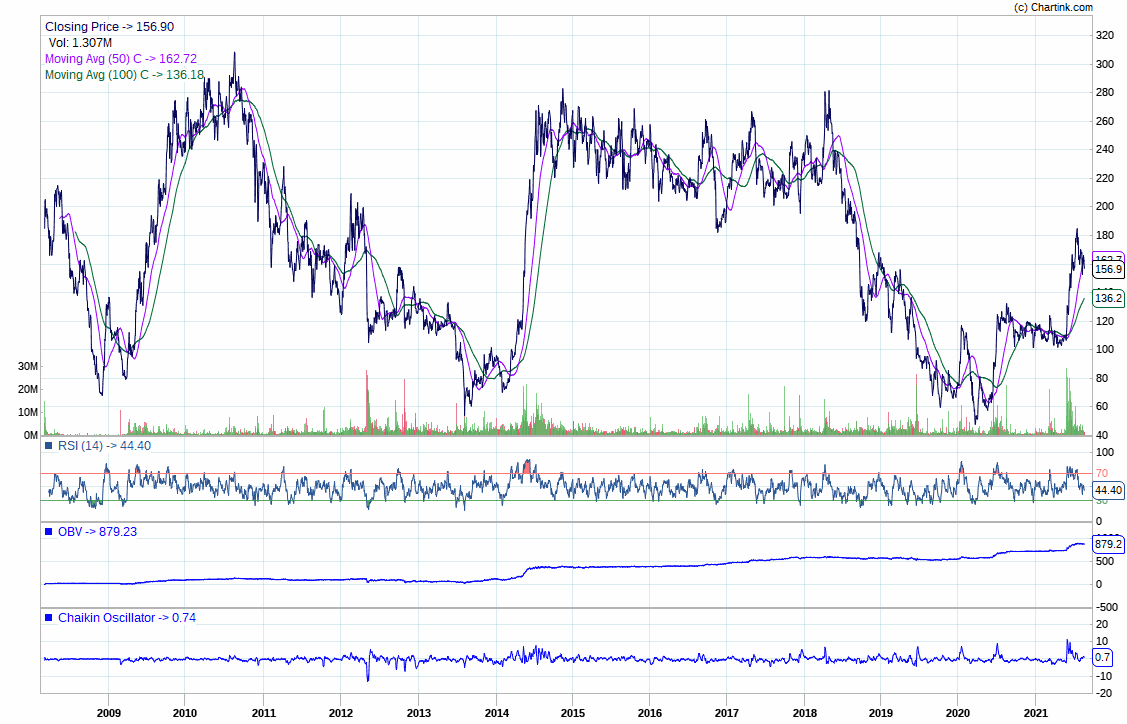 (c) Chartink.com
Closing Price -> 156.90
Vol: 1.307M
Moving Avg (50) C -> 162.72
Moving Avg (100) C -> 136.18
320
300
280
260
240
220
200
180
156.9
136.2
120
100
80
60
40
30M
20M
10M
0M
RSI (14) -> 44.40
100
70
44.40
0
OBV -> 879.23
879.2
500
0
-500
Chaikin Oscillator -> 0.74
20
10
0.7
-10
-20
2009 2010 2011 2012 2013 2014 2015 2016 2017 2018 2019 2020 2021